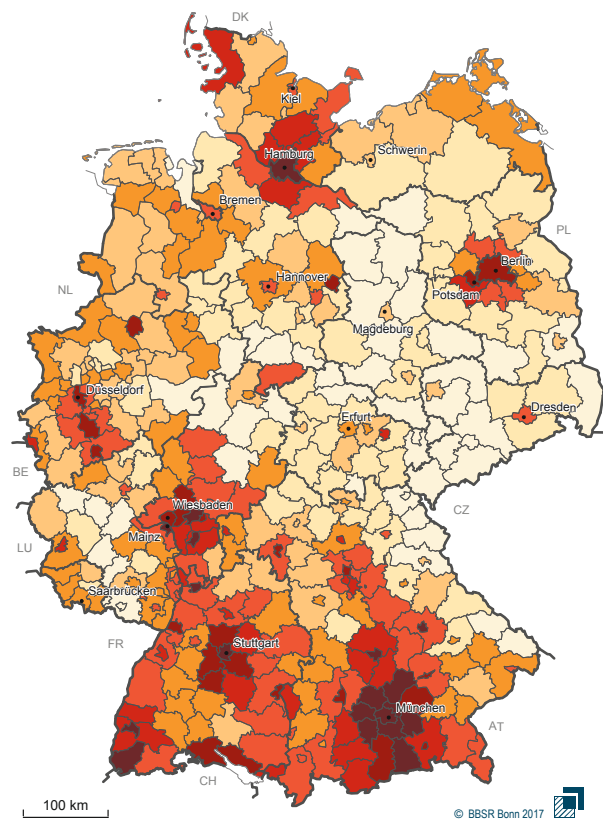 DK
Kiel
Schwerin
Hamburg
Bremen
PL
Berlin
NL
Hannover
Potsdam
Magdeburg
Düsseldorf
Dresden
Erfurt
BE
Wiesbaden
CZ
Mainz
LU
Saarbrücken
FR
Stuttgart
München
AT
CH
100 km
© BBSR Bonn 2017